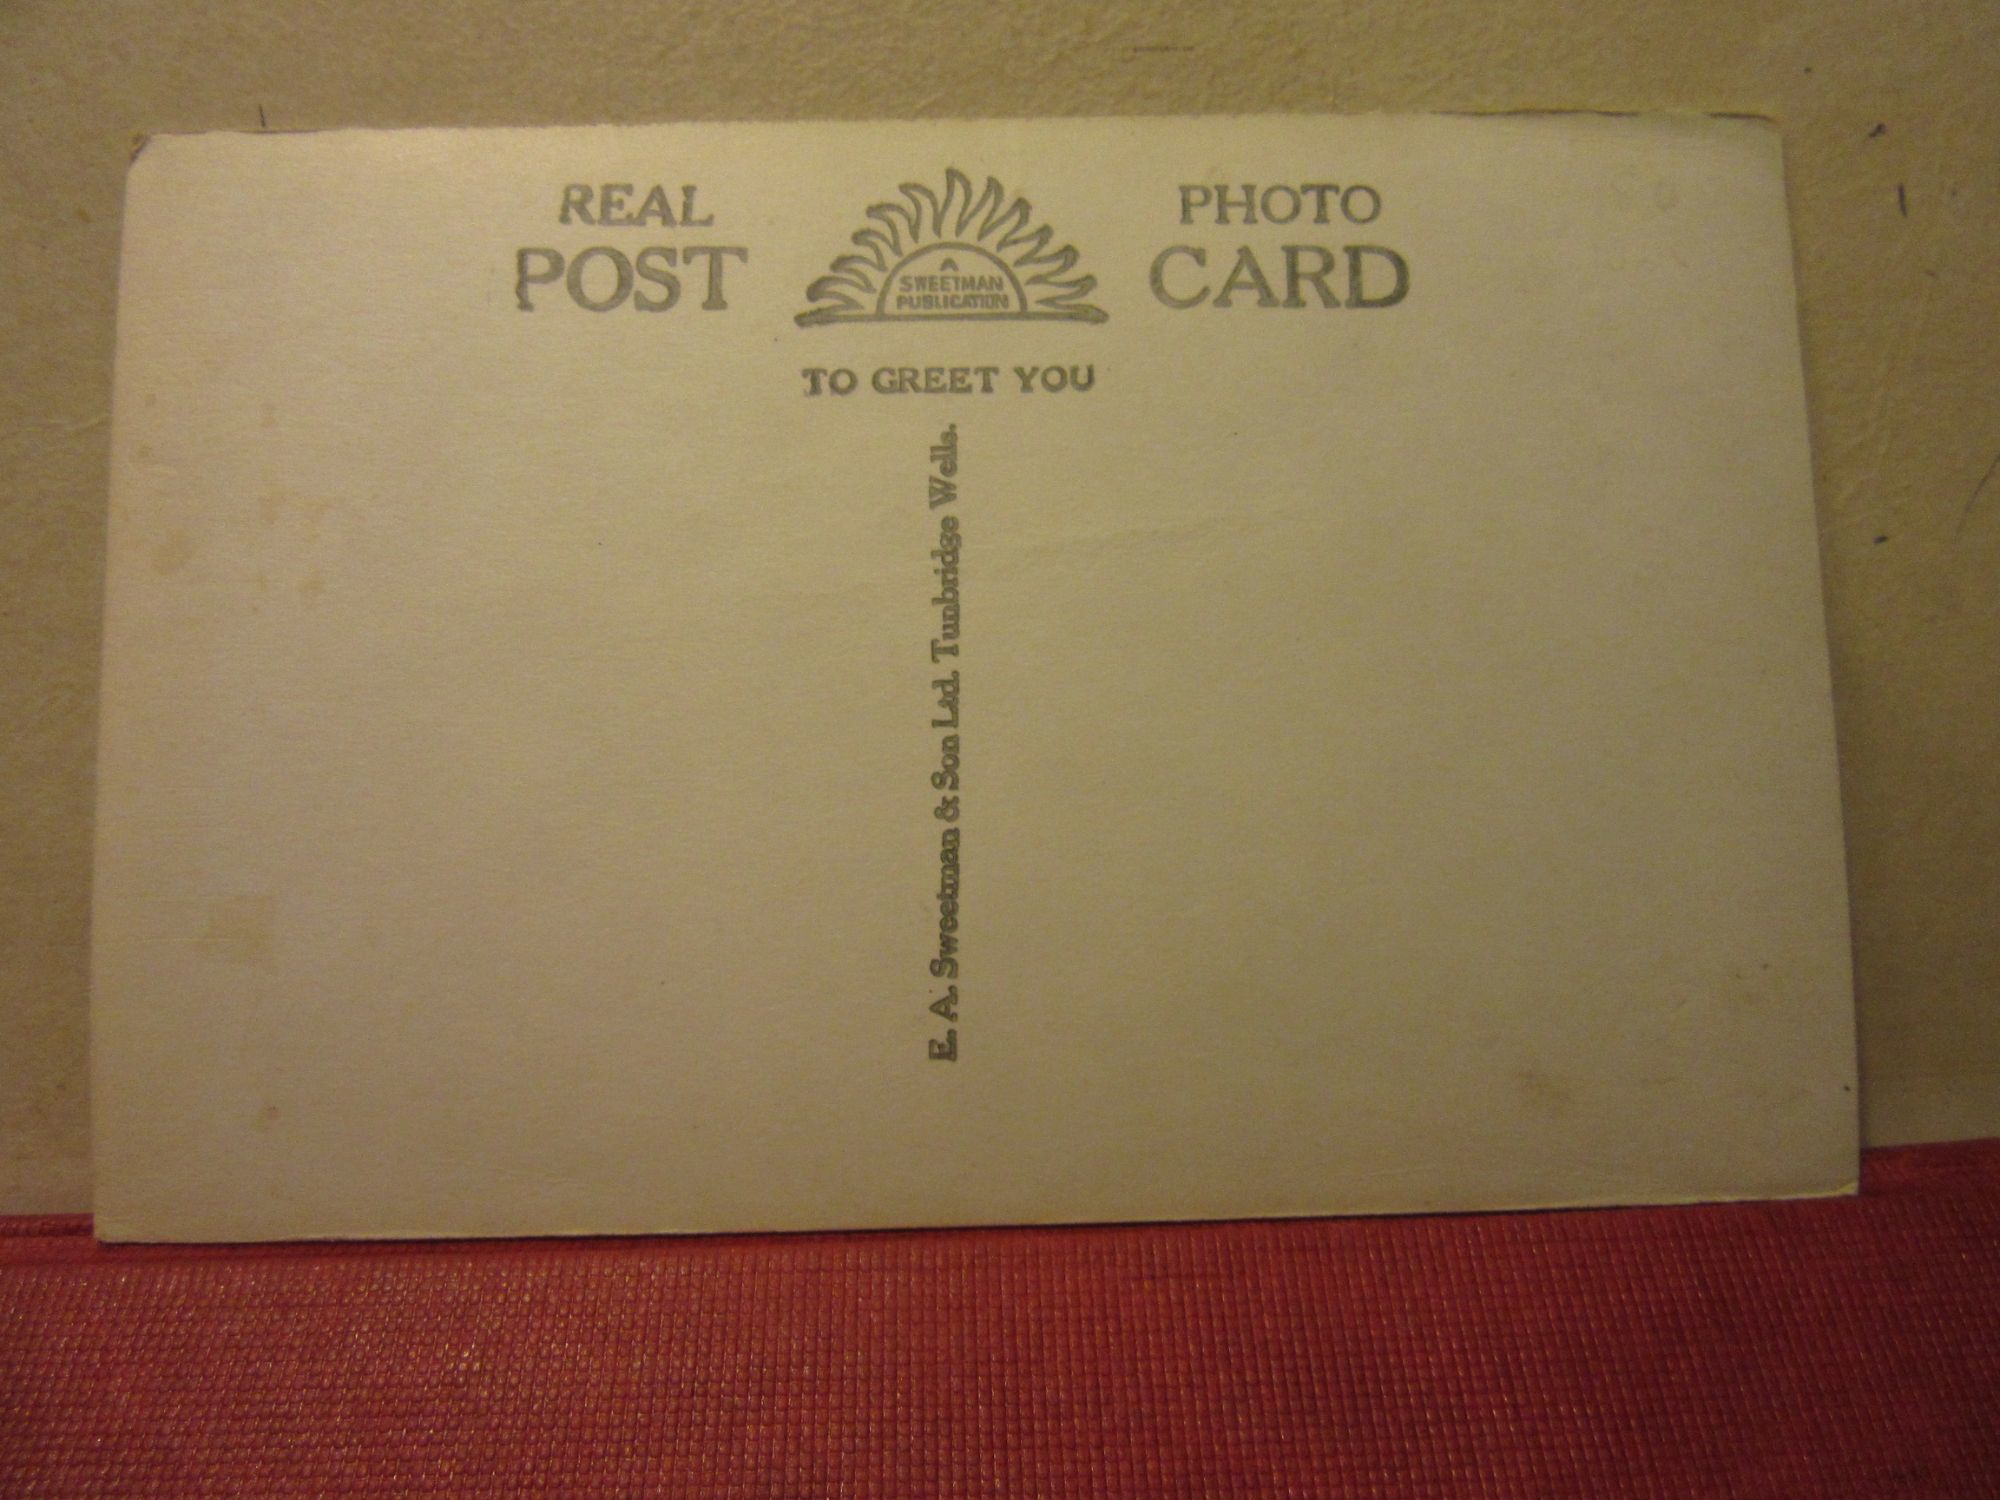 REAL PHOTO
POST CARD
A
SWEETMAN
PUBLICATION
TO GREET YOU
E. A. Sweetman & Son Ltd. Tunbridge Wells.